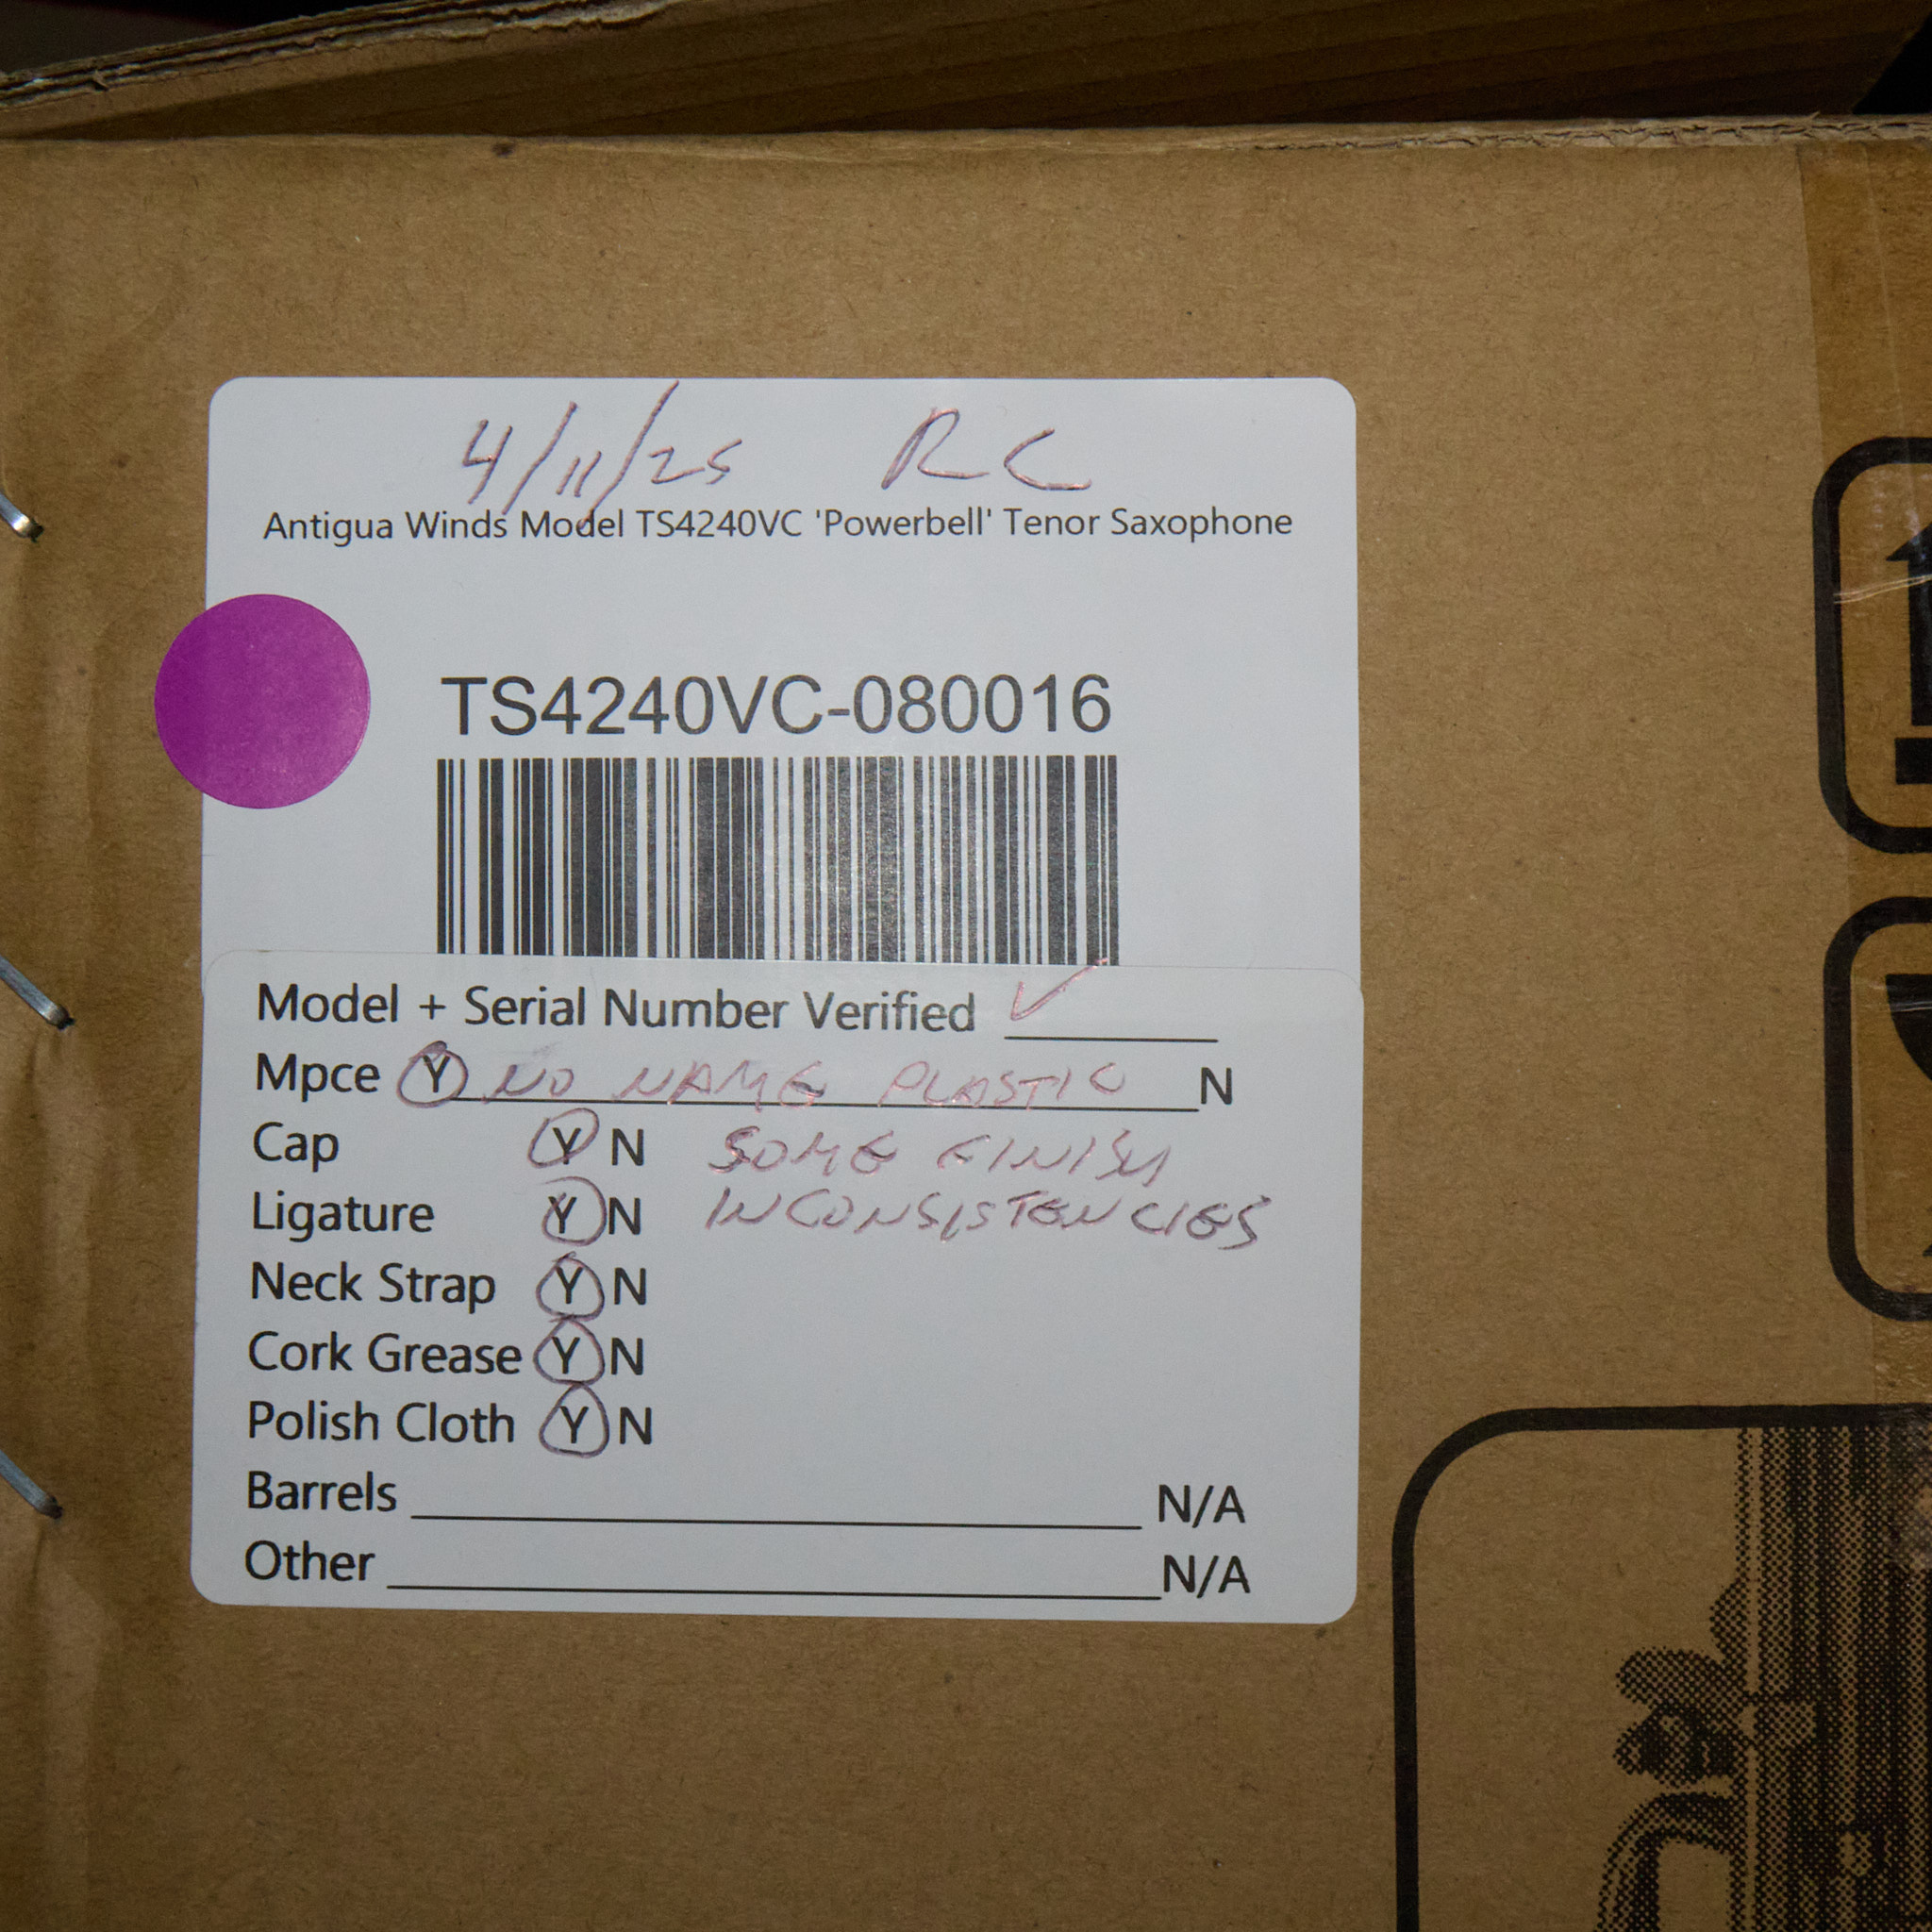 4/11/25 RC
Antigua Winds Model TS4240VC 'Powerbell' Tenor Saxophone
TS4240VC-080016
Model + Serial Number Verified ✓
Mpce Y NO NAME PLASTIC N
Cap Y N SOME FINISH
Ligature Y N INCONSISTENCIES
Neck Strap Y N
Cork Grease Y N
Polish Cloth Y N
Barrels N/A
Other N/A